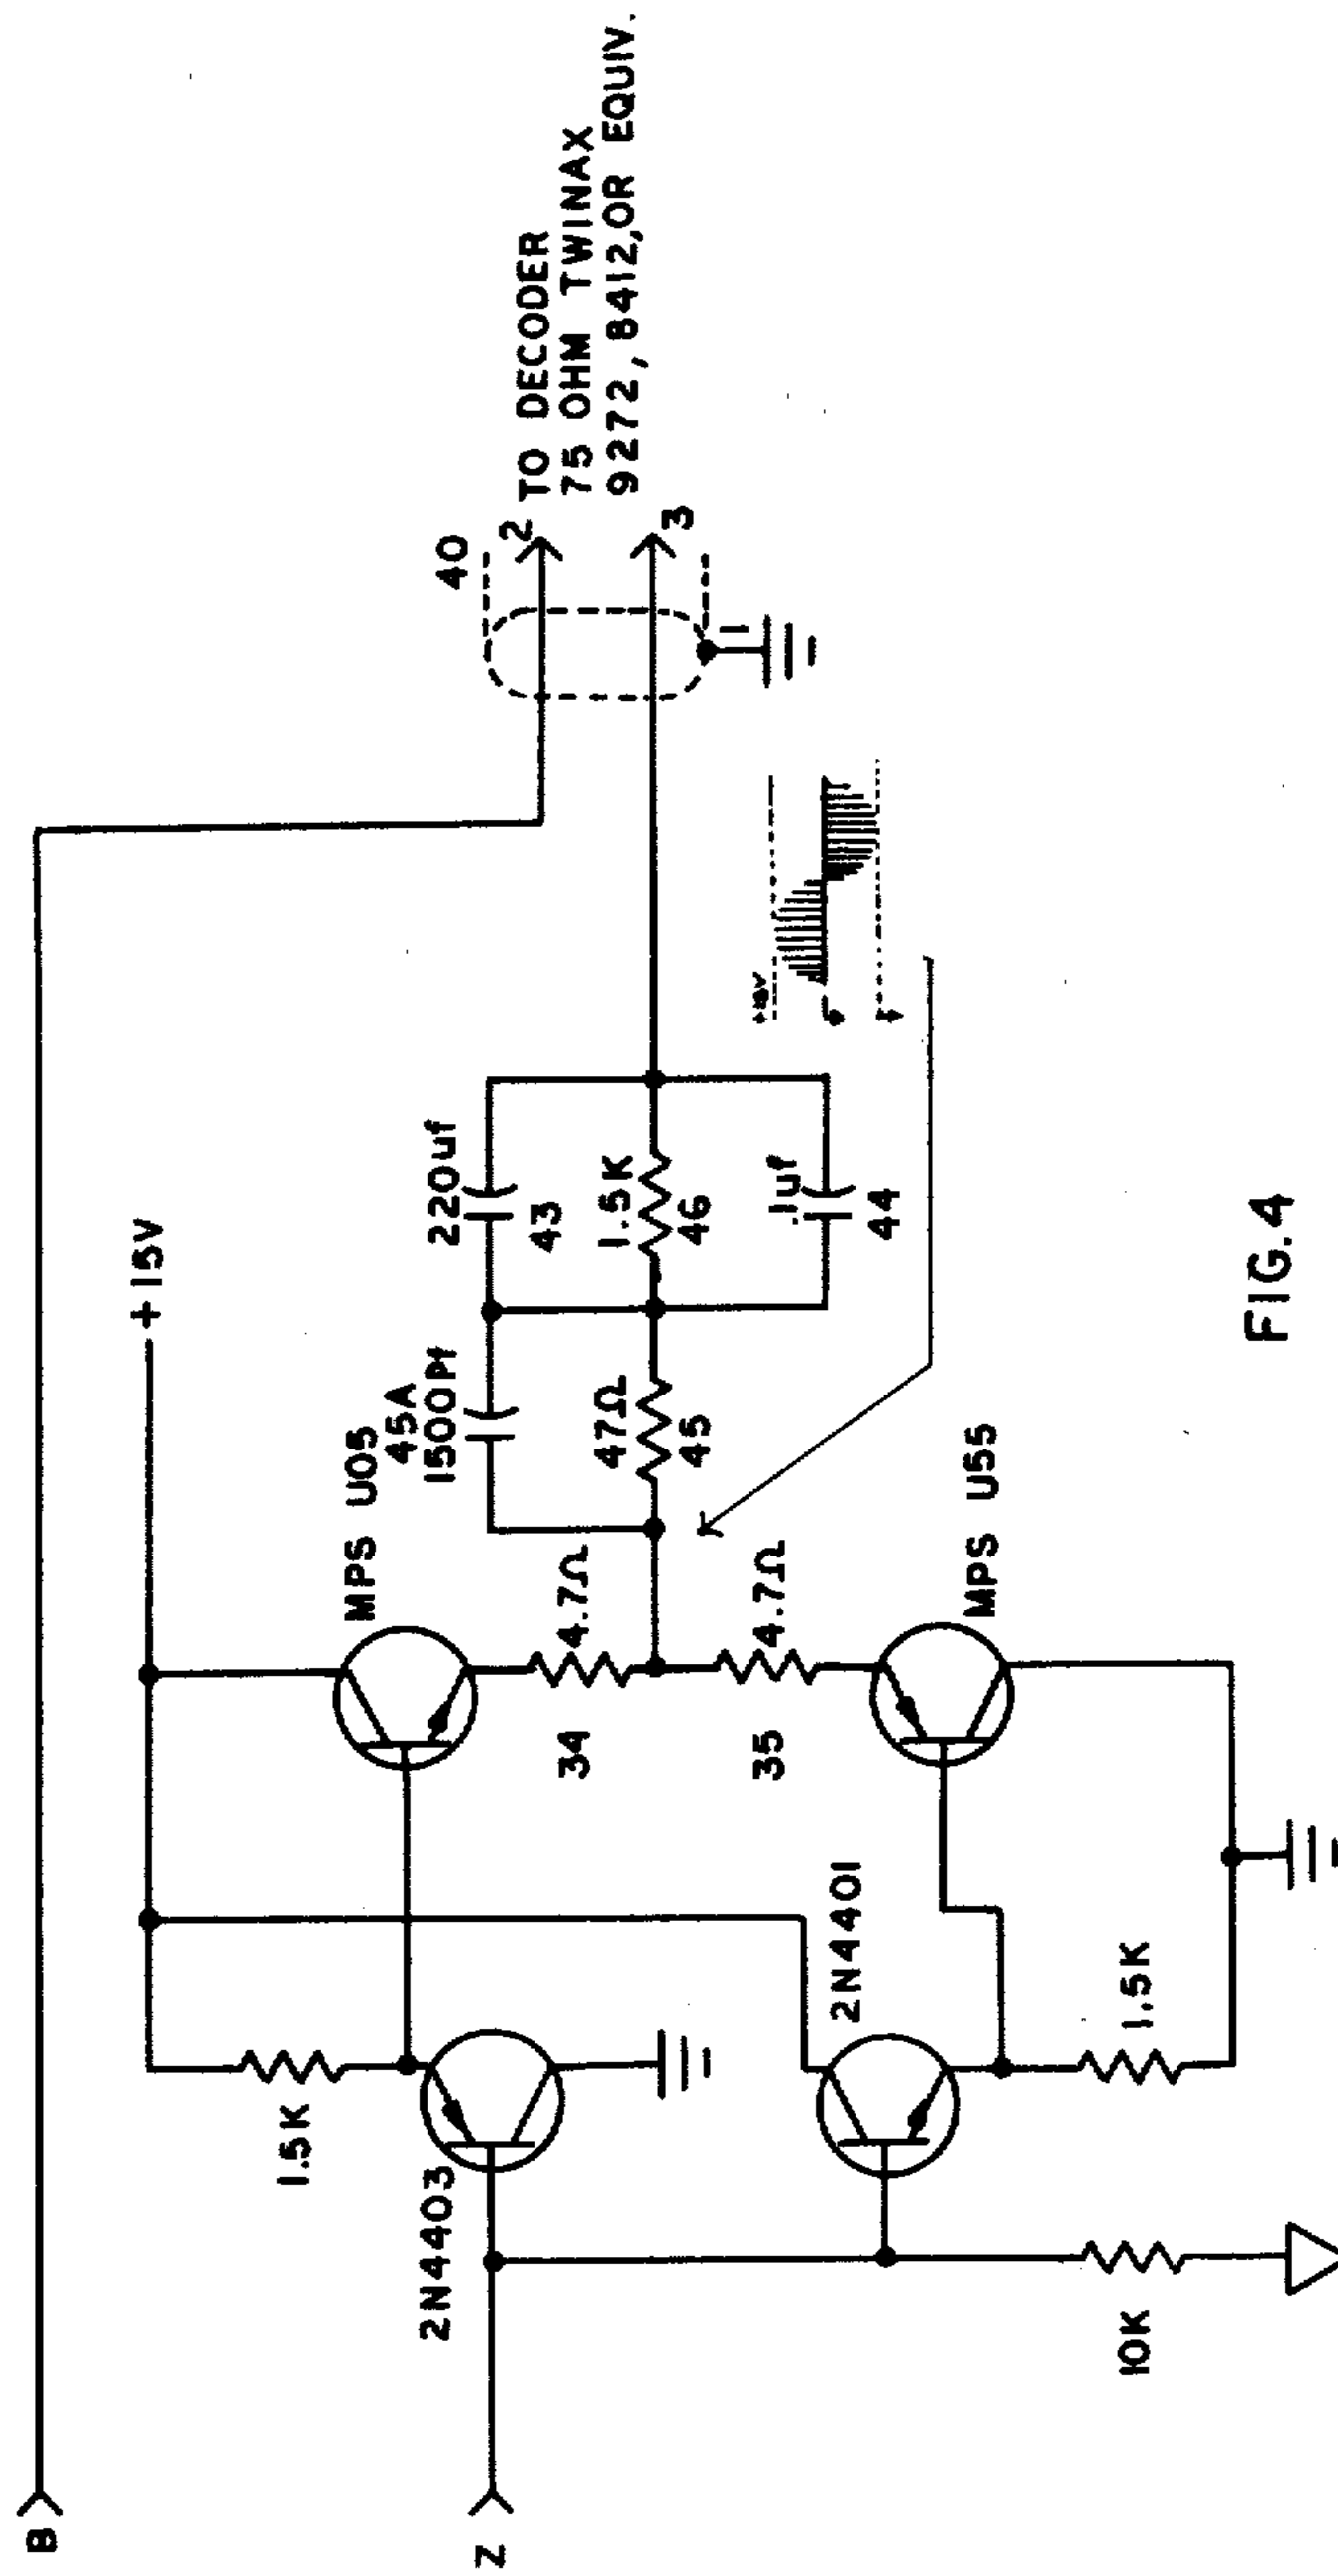 B
Z
+15V
1.5K
2N4403
2N4401
10K
1.5K
MPS U05
34
4.7Ω
35
4.7Ω
MPS U55
45A
1500Pf
47Ω
45
220uf
43
1.5K
46
.1uf
44
+15V
40
2
3
1
TO DECODER
75 OHM TWINAX
9272, 8412, OR EQUIV.
FIG.4